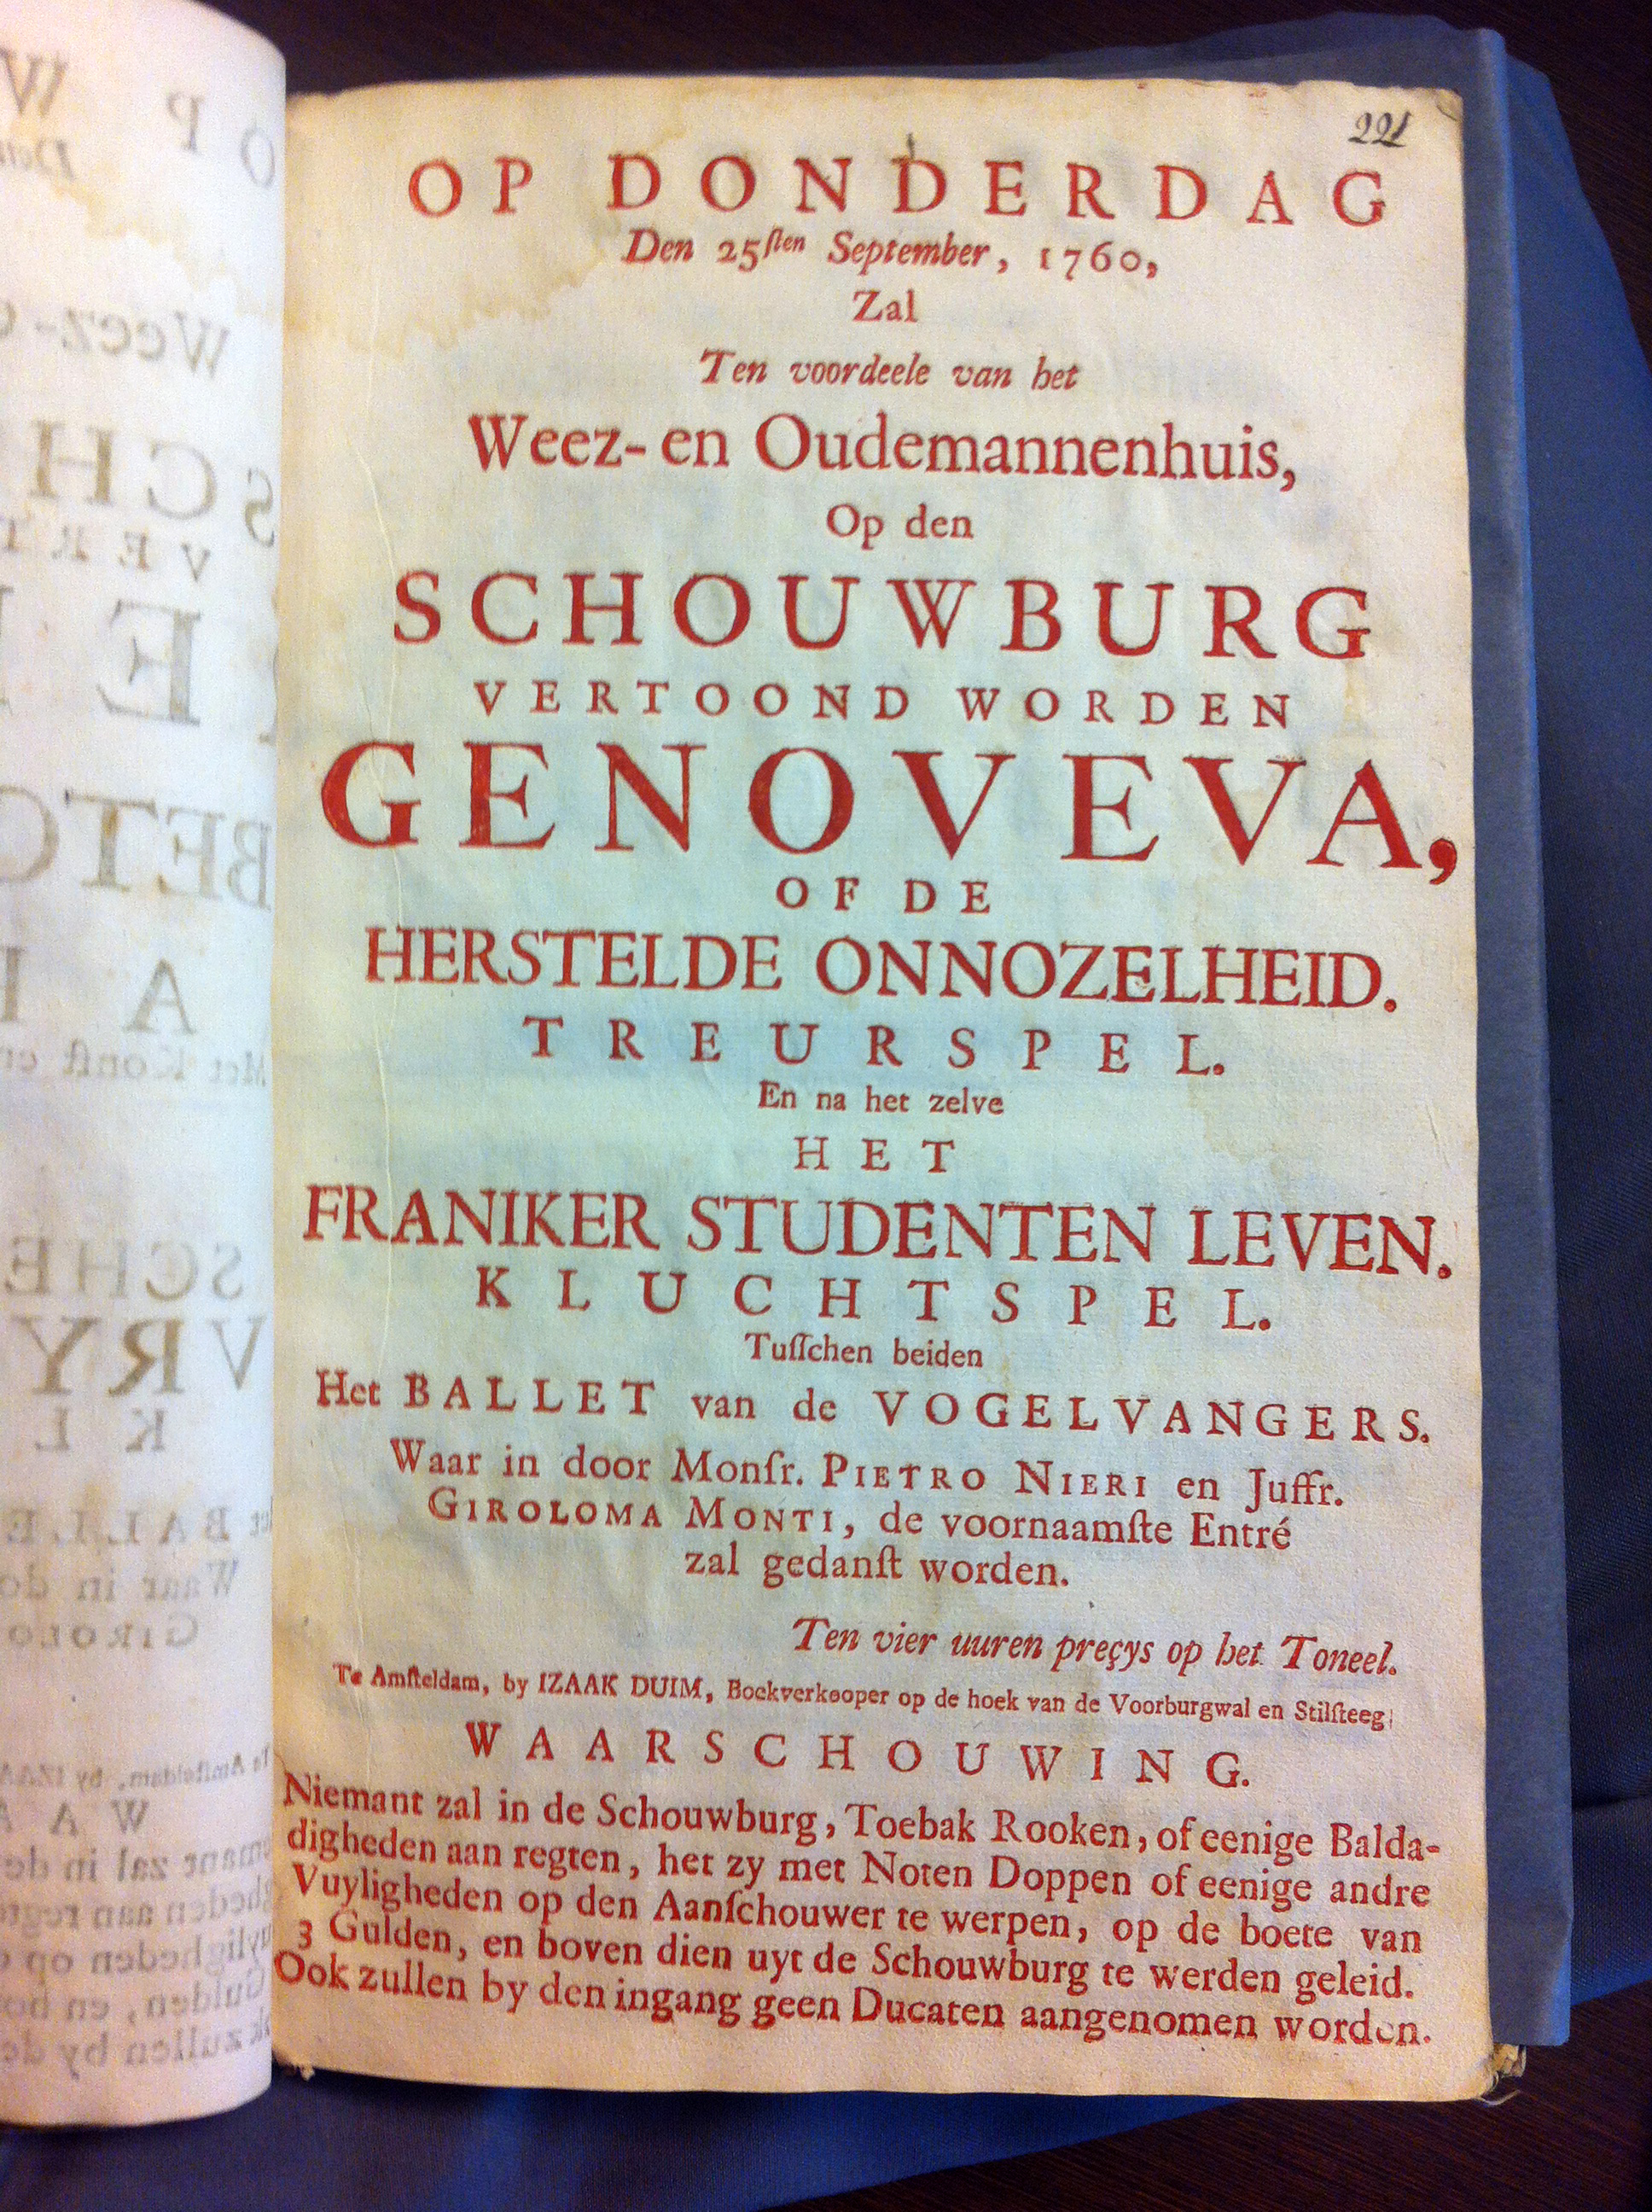 221
OP DONDERDAG
Den 25ſten September, 1760,
Zal
Ten voordeele van het
Weez- en Oudemannenhuis,
Op den
SCHOUWBURG
VERTOOND WORDEN
GENOVEVA,
OF DE
HERSTELDE ONNOZELHEID.
TREURSPEL.
En na het zelve
HET
FRANIKER STUDENTEN LEVEN.
KLUCHTSPEL.
Tuſſchen beiden
Het BALLET van de VOGELVANGERS.
Waar in door Monſr. PIETRO NIERI en Juffr.
GIROLOMA MONTI, de voornaamſte Entré
zal gedanſt worden.
Ten vier uuren preçys op het Toneel.
Te Amſteldam, by IZAAK DUIM, Boekverkooper op de hoek van de Voorburgwal en Stilſteeg;
WAARSCHOUWING.
Niemant zal in de Schouwburg, Toebak Rooken, of eenige Balda-
digheden aan regten, het zy met Noten Doppen of eenige andre
Vuyligheden op den Aanſchouwer te werpen, op de boete van
3 Gulden, en boven dien uyt de Schouwburg te werden geleid.
Ook zullen by den ingang geen Ducaten aangenomen worden.